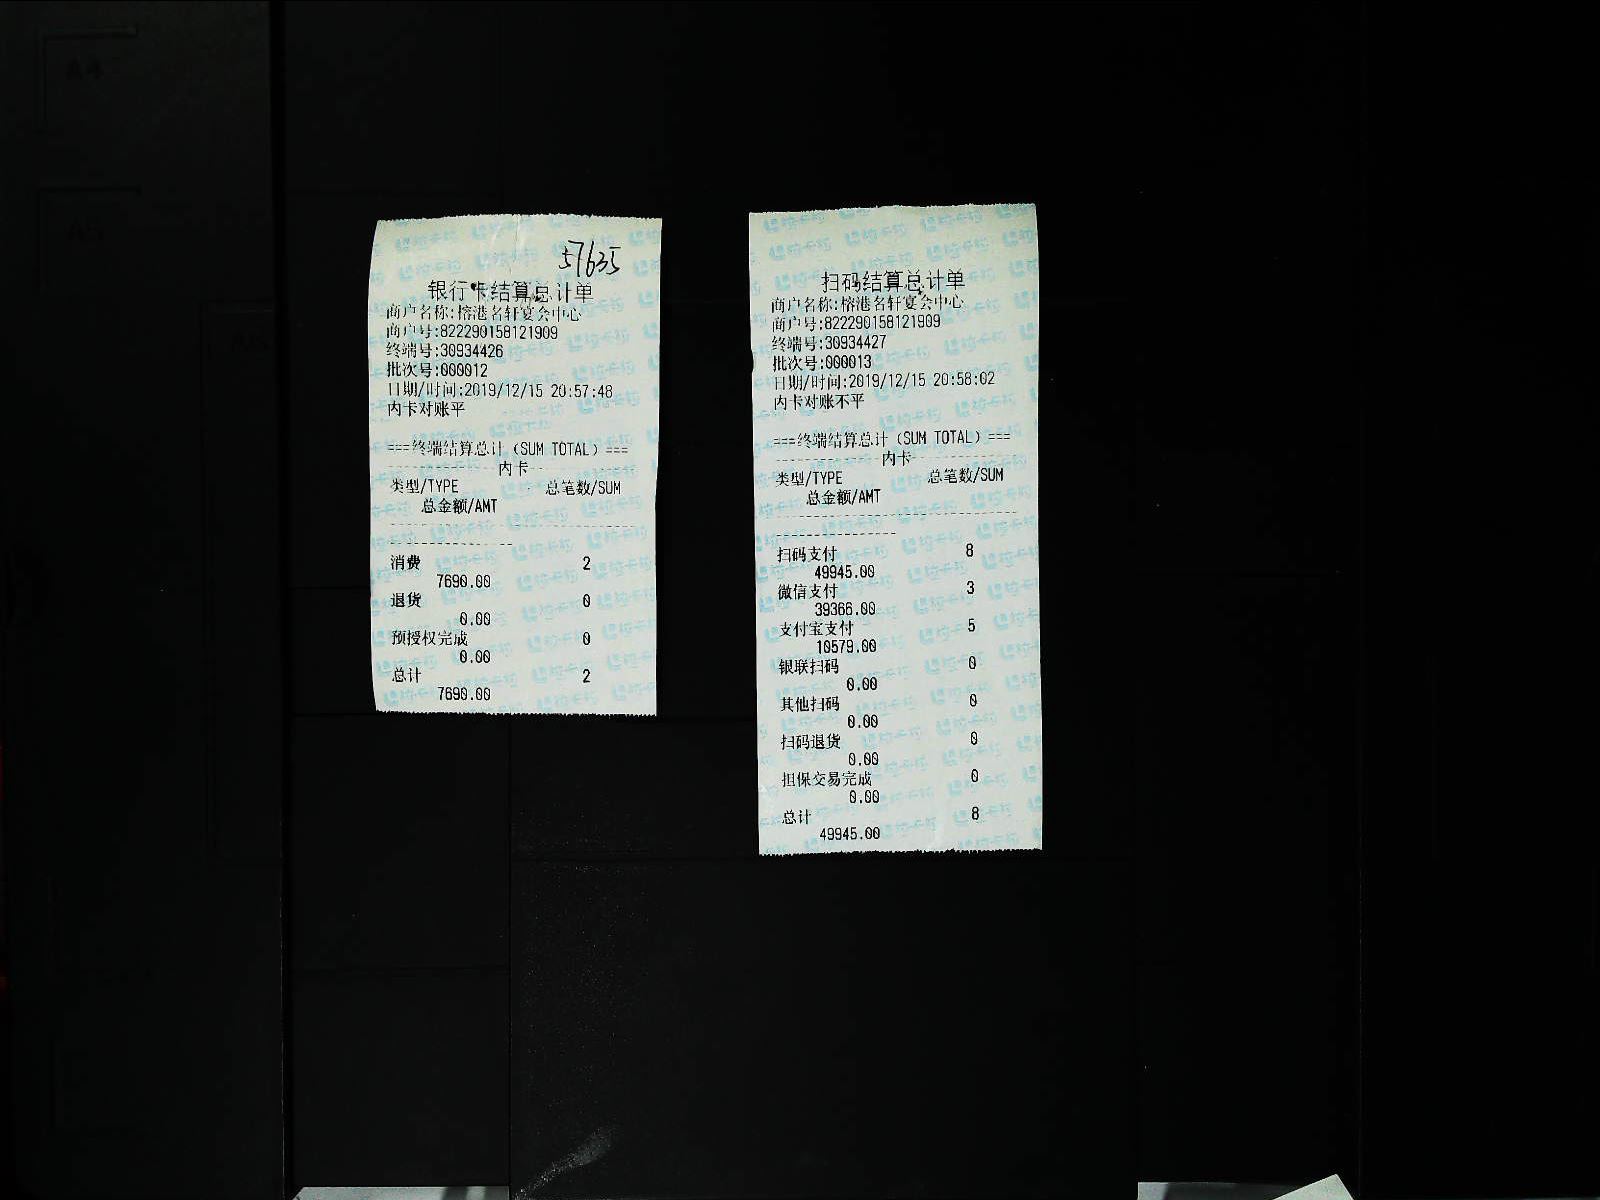 57635
银行卡结算总计单
商户名称:榕港名轩宴会中心
商户号:822290158121909
终端号:30934426
批次号:000012
日期/时间:2019/12/15 20:57:48
内卡对账平
===终端结算总计（SUM TOTAL）===
内卡
类型/TYPE 总笔数/SUM
总金额/AMT
消费 2
7690.00
退货 0
0.00
预授权完成 0
0.00
总计 2
7690.00
扫码结算总计单
商户名称:榕港名轩宴会中心
商户号:822290158121909
终端号:30934427
批次号:000013
日期/时间:2019/12/15 20:58:02
内卡对账不平
===终端结算总计（SUM TOTAL）===
内卡
类型/TYPE 总笔数/SUM
总金额/AMT
扫码支付 8
49945.00
微信支付 3
39366.00
支付宝支付 5
10579.00
银联扫码 0
0.00
其他扫码 0
0.00
扫码退货 0
0.00
担保交易完成 0
0.00
总计 8
49945.00
A4
A5